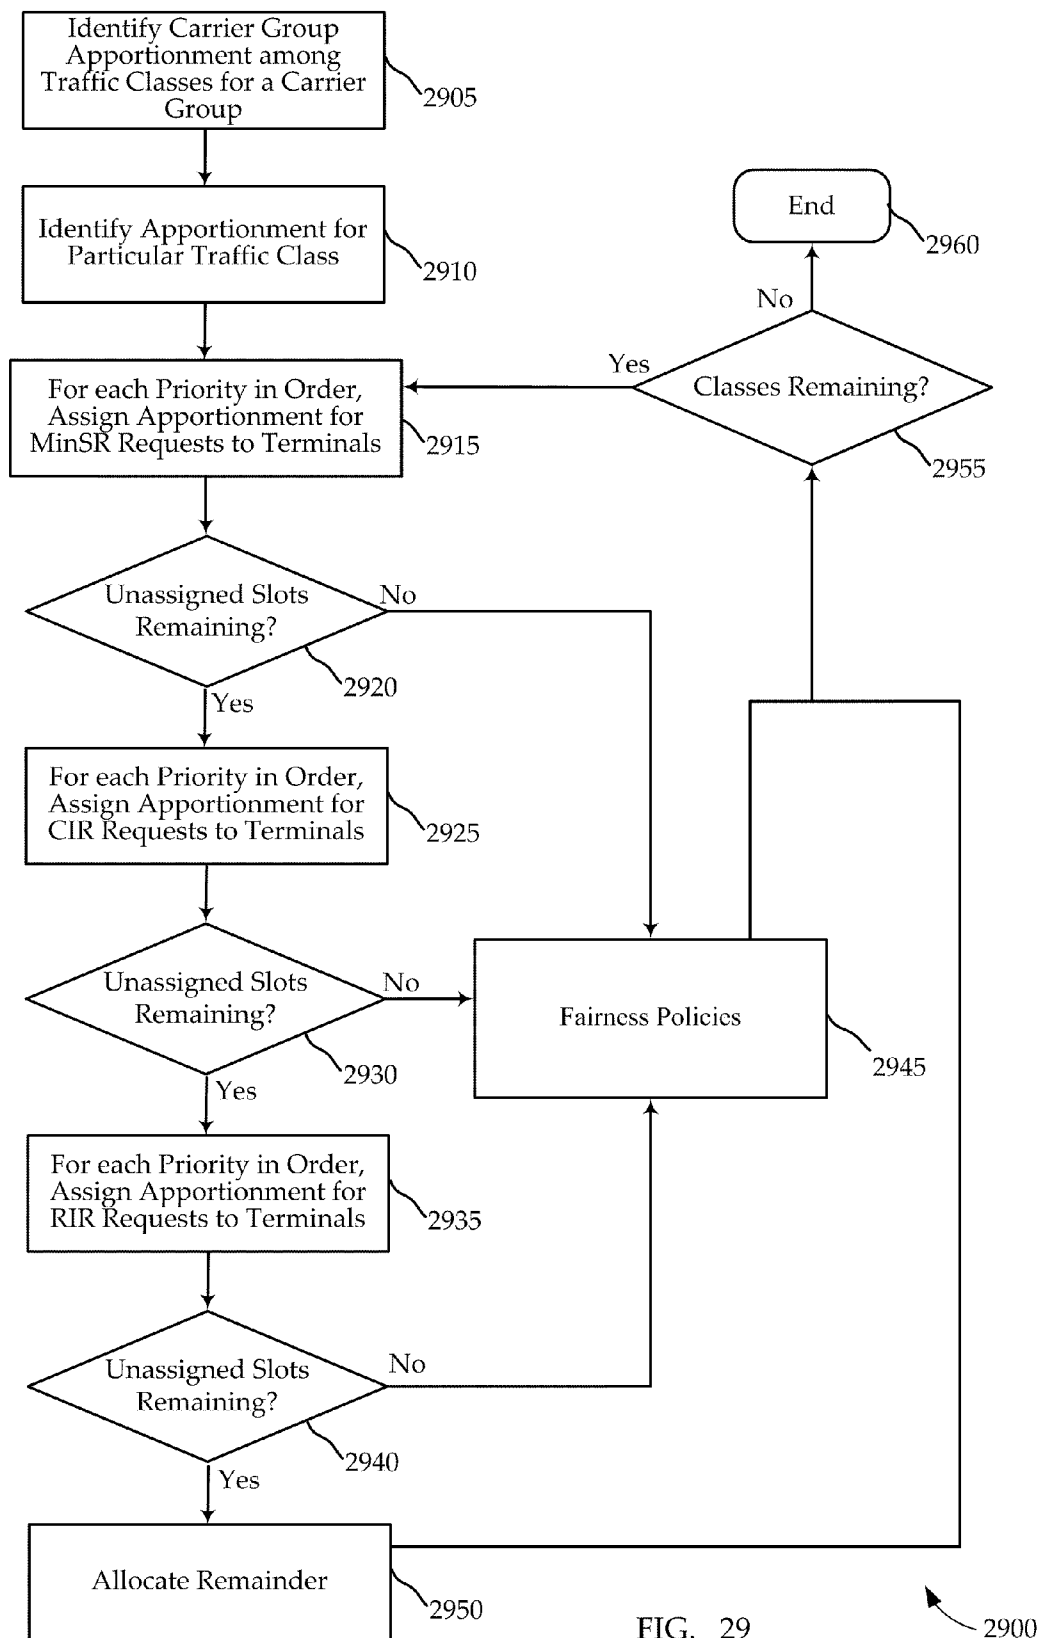 Identify Carrier Group
Apportionment among
Traffic Classes for a Carrier
Group
2905
Identify Apportionment for
Particular Traffic Class
2910
End
2960
No
Yes
Classes Remaining?
2955
For each Priority in Order,
Assign Apportionment for
MinSR Requests to Terminals
2915
Unassigned Slots
Remaining?
No
2920
Yes
For each Priority in Order,
Assign Apportionment for
CIR Requests to Terminals
2925
Unassigned Slots
Remaining?
No
2930
Yes
Fairness Policies
2945
For each Priority in Order,
Assign Apportionment for
RIR Requests to Terminals
2935
Unassigned Slots
Remaining?
No
2940
Yes
Allocate Remainder
2950
FIG. 29
2900